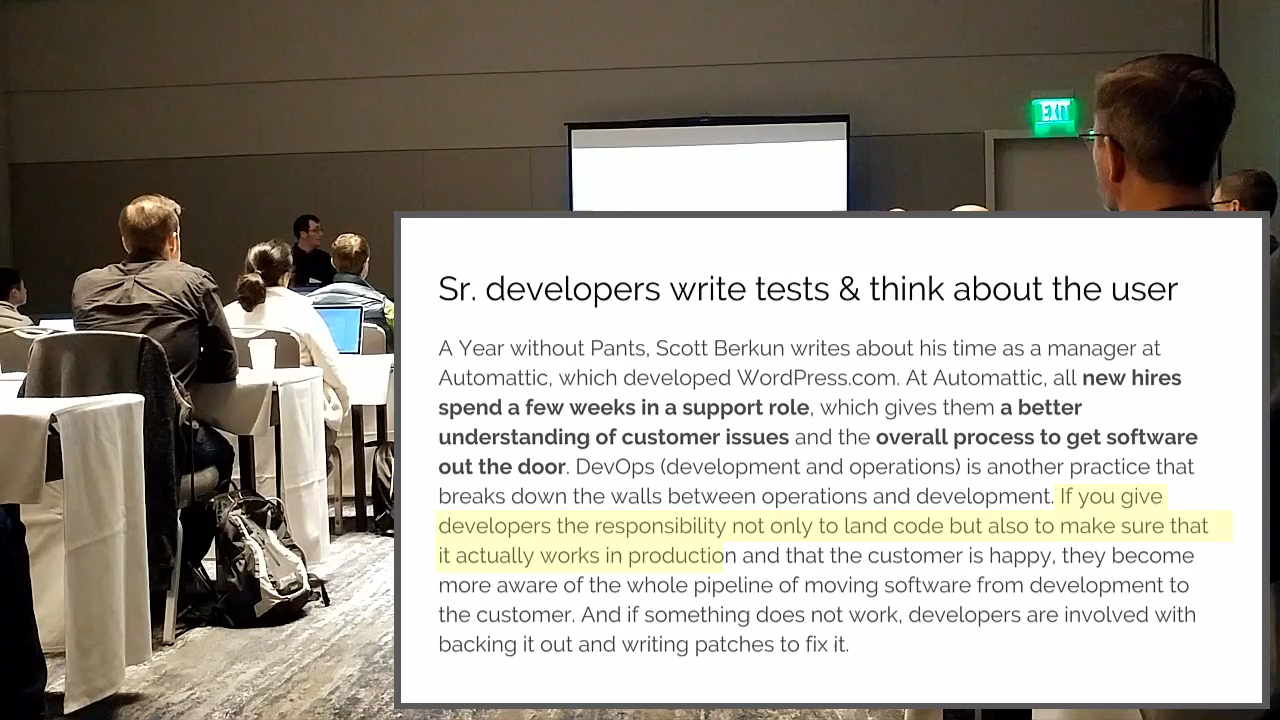 EXIT
Sr. developers write tests & think about the user
A Year without Pants, Scott Berkun writes about his time as a manager at
Automattic, which developed WordPress.com. At Automattic, all new hires
spend a few weeks in a support role, which gives them a better
understanding of customer issues and the overall process to get software
out the door. DevOps (development and operations) is another practice that
breaks down the walls between operations and development. If you give
developers the responsibility not only to land code but also to make sure that
it actually works in production and that the customer is happy, they become
more aware of the whole pipeline of moving software from development to
the customer. And if something does not work, developers are involved with
backing it out and writing patches to fix it.